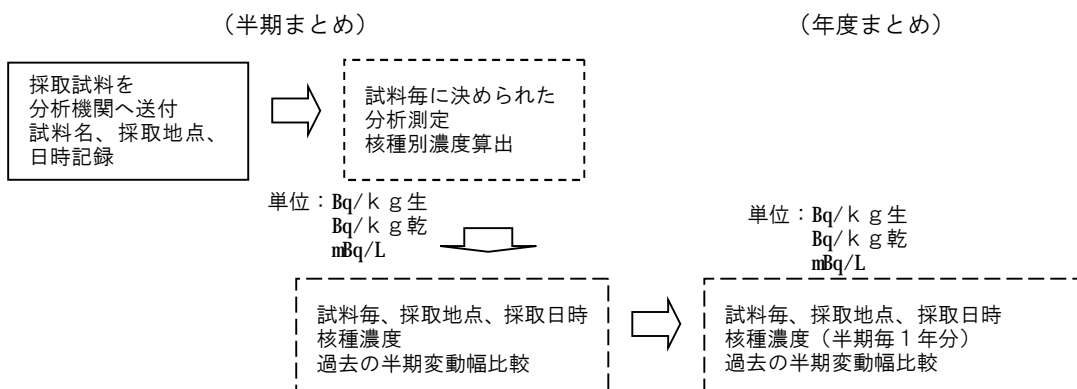 （半期まとめ）
（年度まとめ）
採取試料を
分析機関へ送付
試料名、採取地点、
日時記録
試料毎に決められた
分析測定
核種別濃度算出
単位：Bq/ｋｇ生
Bq/ｋｇ乾
mBq/L
単位：Bq/ｋｇ生
Bq/ｋｇ乾
mBq/L
試料毎、採取地点、採取日時
核種濃度
過去の半期変動幅比較
試料毎、採取地点、採取日時
核種濃度（半期毎１年分）
過去の半期変動幅比較